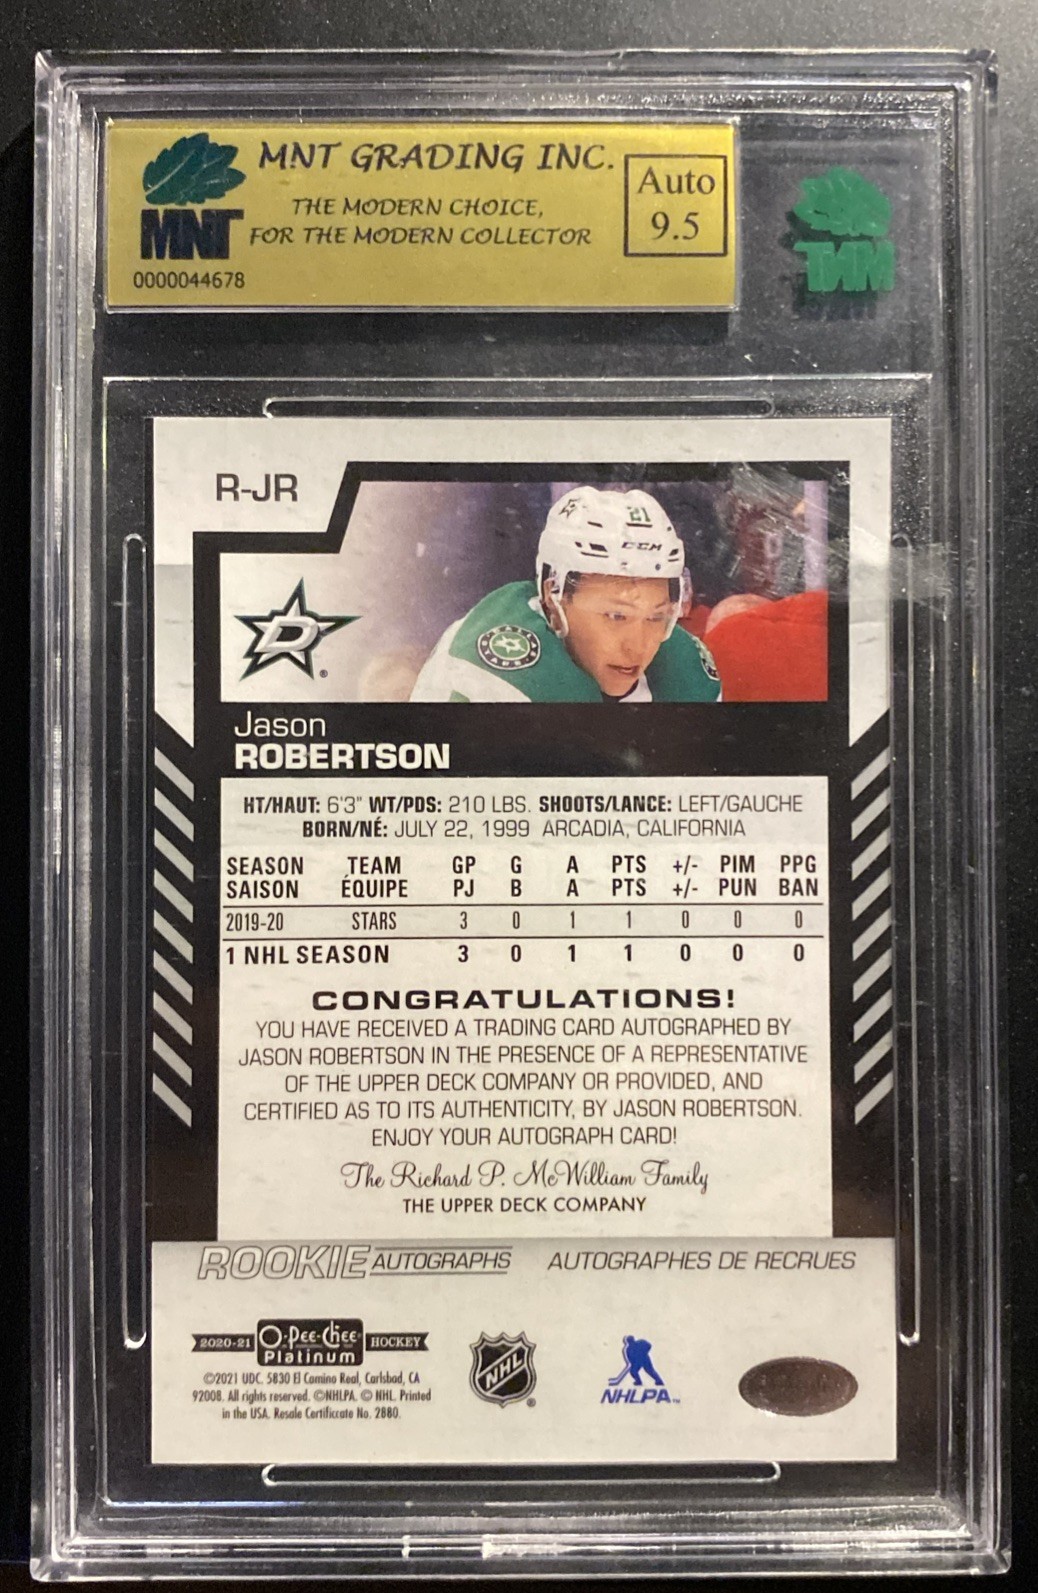 MNT GRADING INC.
THE MODERN CHOICE,
FOR THE MODERN COLLECTOR
MNT
0000044678
Auto
9.5
MNT
R-JR
21
CCM
DALLAS
STARS
D
®
Jason
ROBERTSON
HT/HAUT: 6'3" WT/PDS: 210 LBS. SHOOTS/LANCE: LEFT/GAUCHE
BORN/NÉ: JULY 22, 1999 ARCADIA, CALIFORNIA
SEASON TEAM GP G A PTS +/- PIM PPG
SAISON ÉQUIPE PJ B A PTS +/- PUN BAN
2019-20 STARS 3 0 1 1 0 0 0
1 NHL SEASON 3 0 1 1 0 0 0
CONGRATULATIONS!
YOU HAVE RECEIVED A TRADING CARD AUTOGRAPHED BY
JASON ROBERTSON IN THE PRESENCE OF A REPRESENTATIVE
OF THE UPPER DECK COMPANY OR PROVIDED, AND
CERTIFIED AS TO ITS AUTHENTICITY, BY JASON ROBERTSON.
ENJOY YOUR AUTOGRAPH CARD!
The Richard P. McWilliam Family
THE UPPER DECK COMPANY
ROOKIE AUTOGRAPHS AUTOGRAPHES DE RECRUES
2020-21 O-Pee-Chee HOCKEY
Platinum
©2021 UDC. 5830 El Camino Real, Carlsbad, CA
92008. All rights reserved. ©NHLPA. © NHL. Printed
in the USA. Resale Certificate No. 2880.
NHL
®
NHLPA™